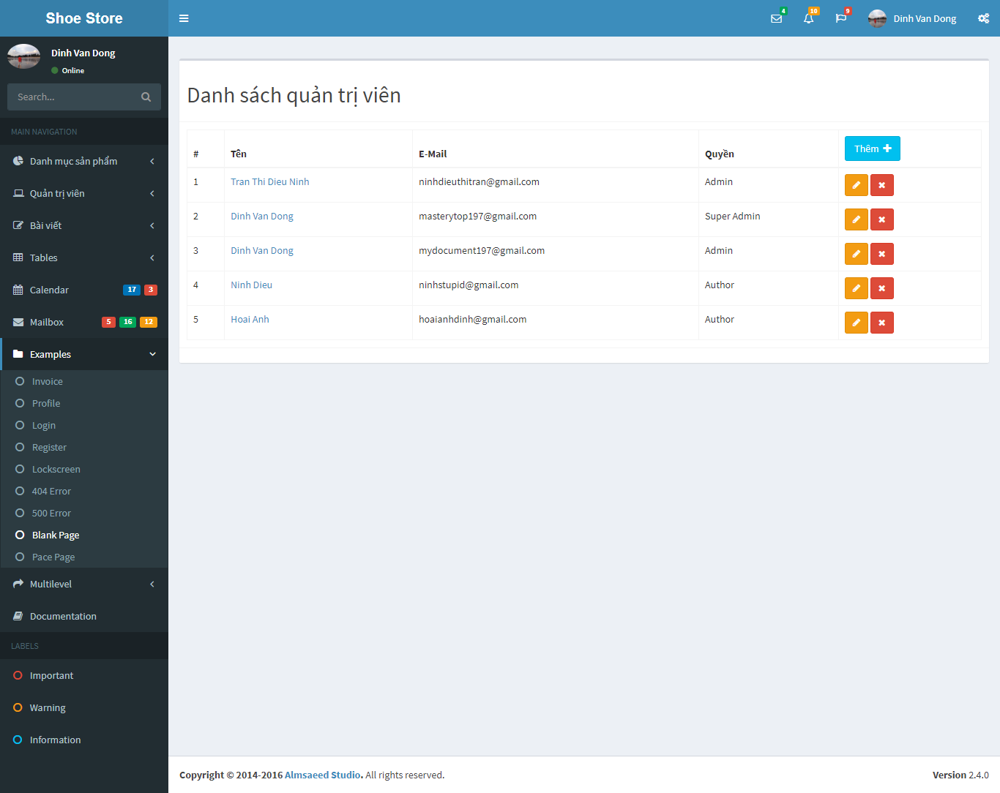 Shoe Store
4
10
9
Dinh Van Dong
Dinh Van Dong
Online
Search...
MAIN NAVIGATION
Danh mục sản phẩm
Quản trị viên
Bài viết
Tables
Calendar 17 3
Mailbox 5 16 12
Examples
Invoice
Profile
Login
Register
Lockscreen
404 Error
500 Error
Blank Page
Pace Page
Multilevel
Documentation
LABELS
Important
Warning
Information
Danh sách quản trị viên
# Tên E-Mail Quyền Thêm
1 Tran Thi Dieu Ninh ninhdieuthitran@gmail.com Admin
2 Dinh Van Dong masterytop197@gmail.com Super Admin
3 Dinh Van Dong mydocument197@gmail.com Admin
4 Ninh Dieu ninhstupid@gmail.com Author
5 Hoai Anh hoaianhdinh@gmail.com Author
Copyright © 2014-2016 Almsaeed Studio. All rights reserved.
Version 2.4.0